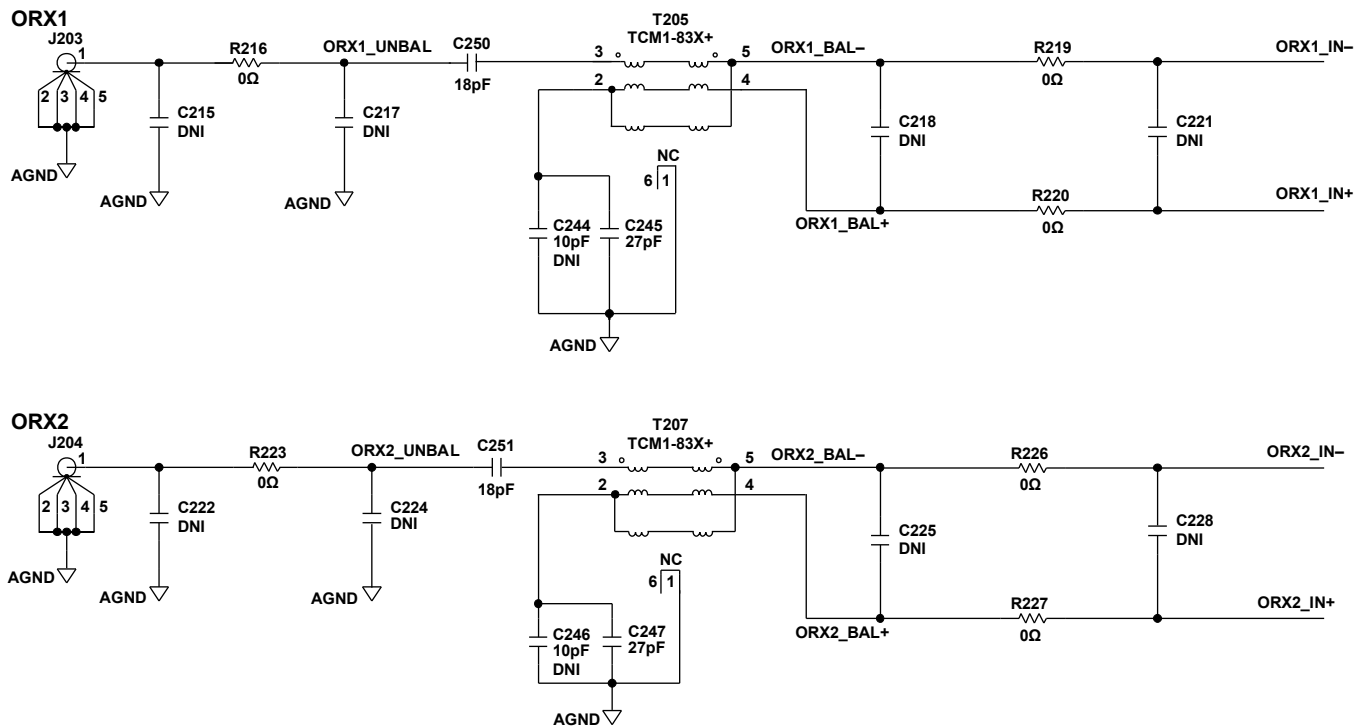 ORX1
J203
1
2 3 4 5
AGND
C215
DNI
AGND
R216
0Ω
ORX1_UNBAL
C217
DNI
AGND
C250
18pF
T205
TCM1-83X+
3
5
2
4
NC
6 1
C244
10pF
DNI
C245
27pF
AGND
ORX1_BAL–
C218
DNI
ORX1_BAL+
R219
0Ω
R220
0Ω
C221
DNI
ORX1_IN–
ORX1_IN+
ORX2
J204
1
2 3 4 5
AGND
C222
DNI
AGND
R223
0Ω
ORX2_UNBAL
C224
DNI
AGND
C251
18pF
T207
TCM1-83X+
3
5
2
4
NC
6 1
C246
10pF
DNI
C247
27pF
AGND
ORX2_BAL–
C225
DNI
ORX2_BAL+
R226
0Ω
R227
0Ω
C228
DNI
ORX2_IN–
ORX2_IN+